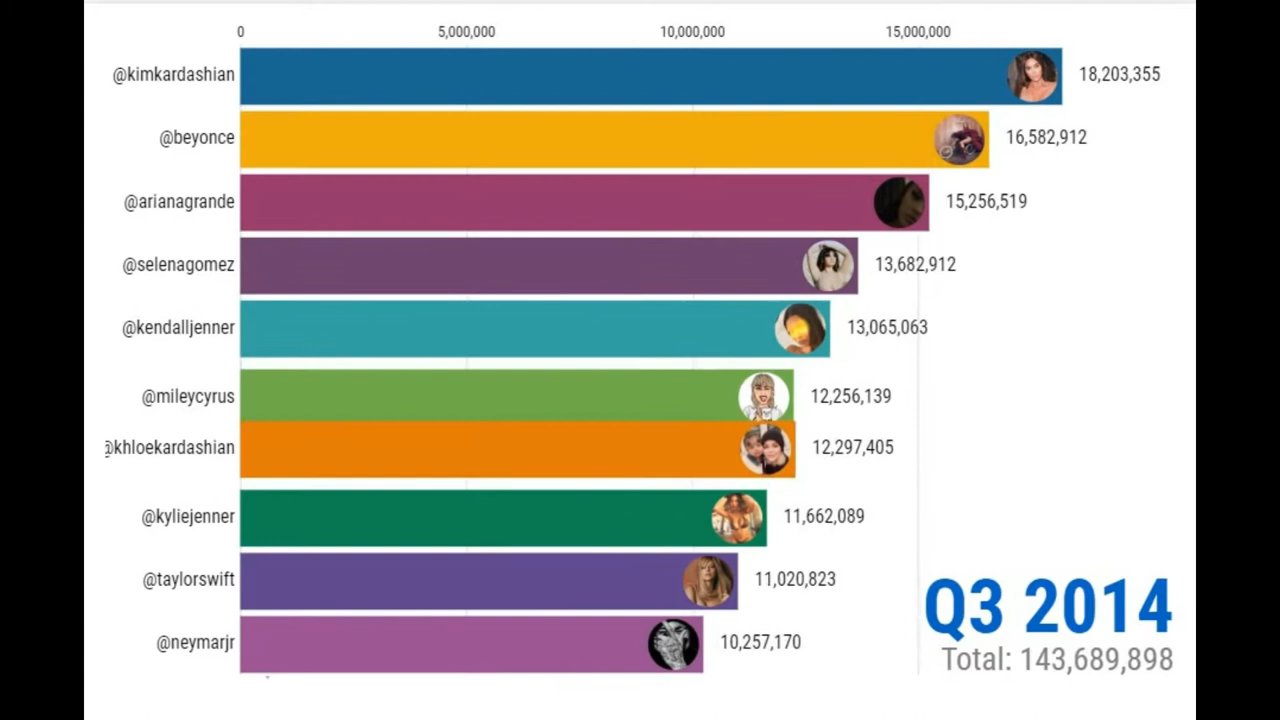 0 5,000,000 10,000,000 15,000,000
@kimkardashian 18,203,355
@beyonce 16,582,912
@arianagrande 15,256,519
@selenagomez 13,682,912
@kendalljenner 13,065,063
@mileycyrus 12,256,139
@khloekardashian 12,297,405
@kyliejenner 11,662,089
@taylorswift 11,020,823
@neymarjr 10,257,170
Q3 2014
Total: 143,689,898